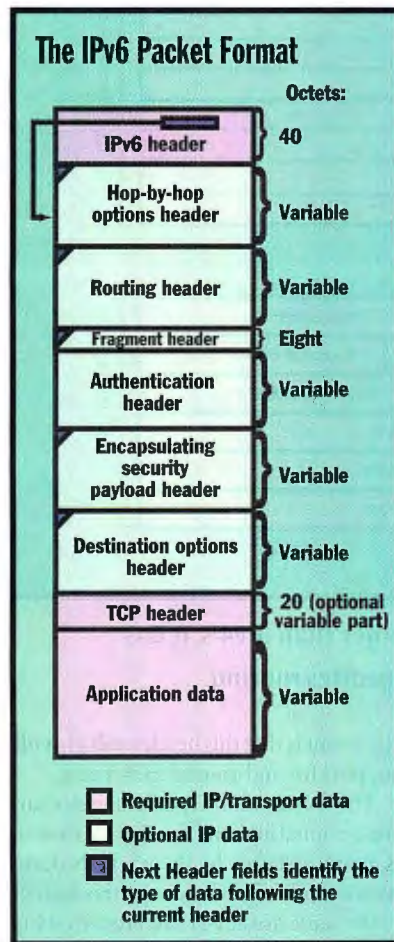 The IPv6 Packet Format
Octets:
IPv6 header
40
Hop-by-hop
options header
Variable
Routing header
Variable
Fragment header
Eight
Authentication
header
Variable
Encapsulating
security
payload header
Variable
Destination options
header
Variable
TCP header
20 (optional
variable part)
Application data
Variable
Required IP/transport data
Optional IP data
Next Header fields identify the
type of data following the
current header